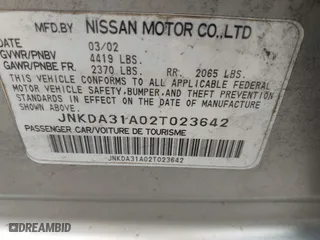 MFD.BY NISSAN MOTOR CO.,LTD.
DATE 03/02
GVWR/PNBV 4419 LBS.
GAWR/PNBE FR. 2370 LBS. RR. 2065 LBS.
THIS VEHICLE CONFORMS TO ALL APPLICABLE FEDERAL
MOTOR VEHICLE SAFETY,BUMPER,AND THEFT PREVENTION
STANDARDS IN EFFECT ON THE DATE OF MANUFACTURE
SHOWN ABOVE.
JNKDA31A02T023642
PASSENGER CAR/VOITURE DE TOURISME
JNKDA31A02T023642
DREAMBID